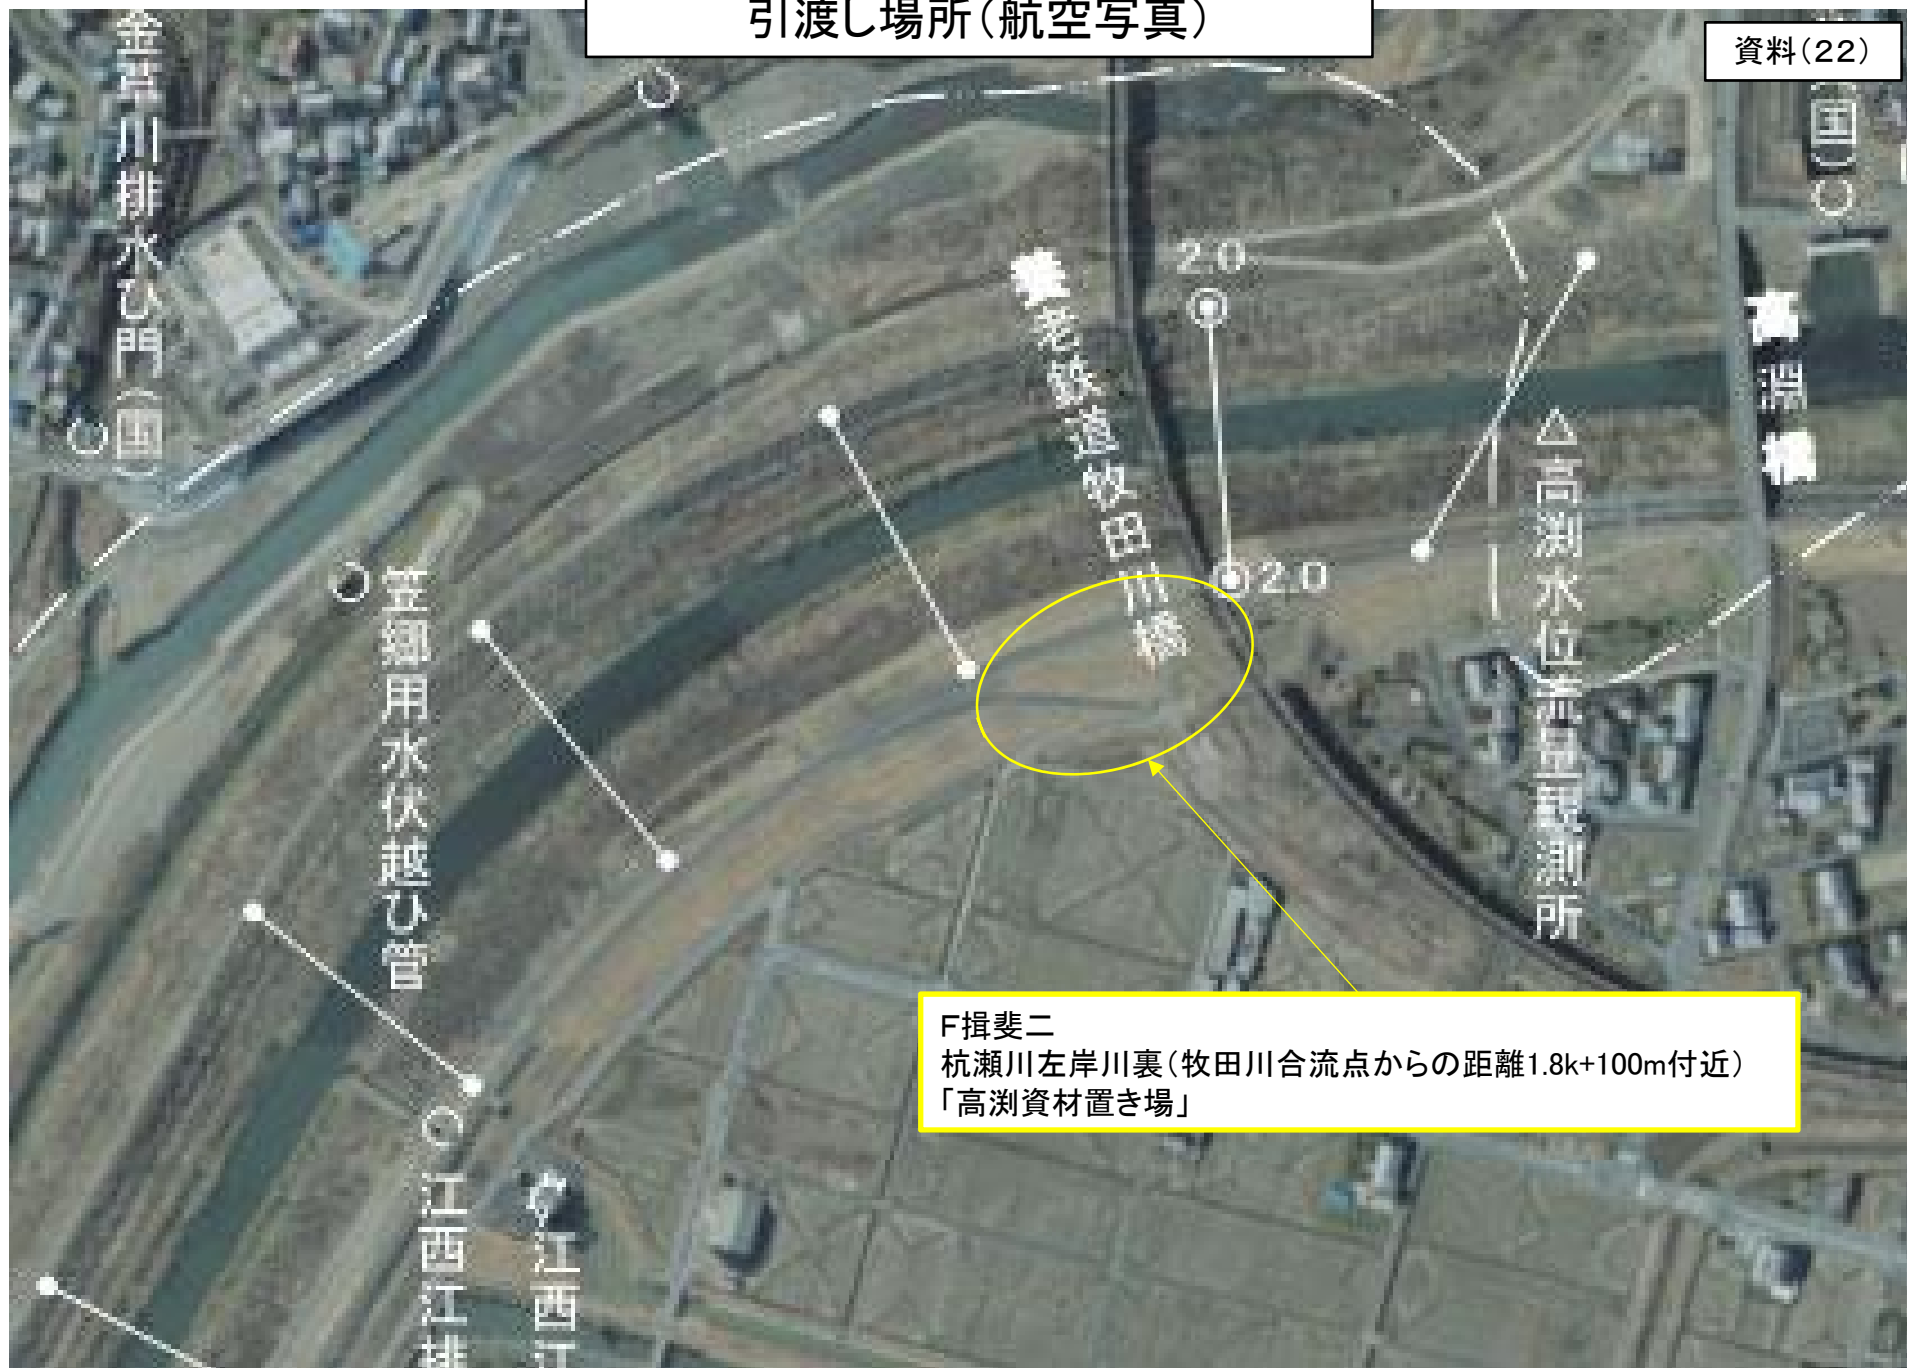 引渡し場所（航空写真）
資料（２２）
金草川排水ひ門（国）
国）
2.0
養老鉄道牧田川橋
高渕橋
△高渕水位流量観測所
2.0
笠郷用水伏越ひ管
F揖斐二
杭瀬川左岸川裏（牧田川合流点からの距離1.8k+100m付近）
「高渕資材置き場」
江西江排
江西江